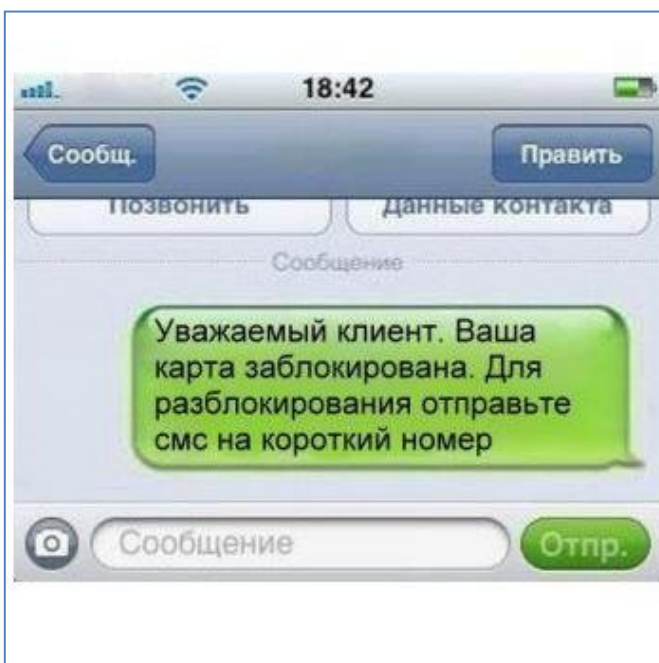 18:42
Сообщ.
Править
Позвонить
Данные контакта
Сообщение
Уважаемый клиент. Ваша
карта заблокирована. Для
разблокирования отправьте
смс на короткий номер
Сообщение
Отпр.